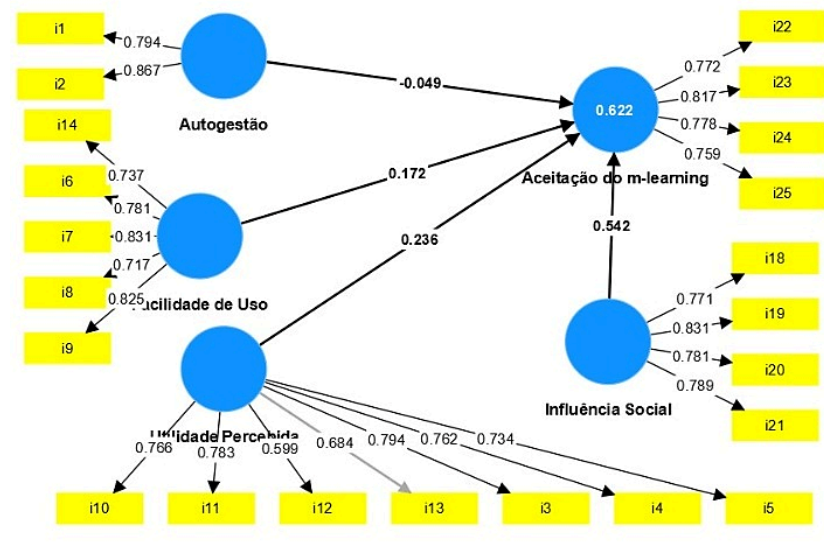 i1
0.794
0.867
i2
Autogestão
-0.049
i14
0.737
i6
0.781
i7
0.831
0.717
i8
0.825
i9
Facilidade de Uso
0.172
0.236
0.622
Aceitação do m-learning
0.772
i22
0.817
i23
0.778
i24
0.759
i25
0.542
Influência Social
0.771
i18
0.831
i19
0.781
i20
0.789
i21
Utilidade Percebida
0.766
0.783
0.599
0.684
0.794
0.762
0.734
i10
i11
i12
i13
i3
i4
i5